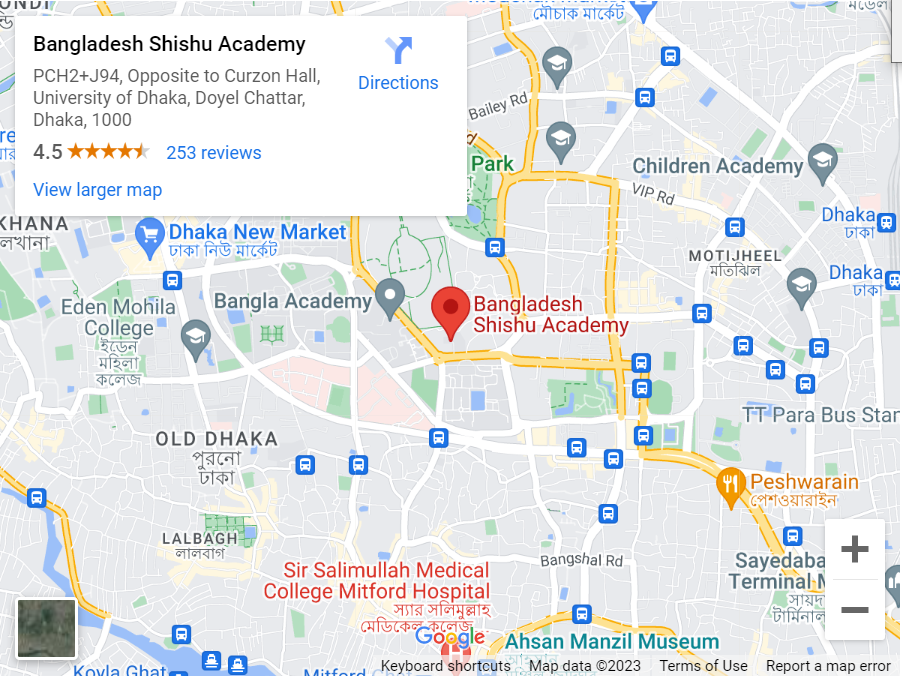 মৌচাক মার্কেট
Bangladesh Shishu Academy
Directions
PCH2+J94, Opposite to Curzon Hall,
University of Dhaka, Doyel Chattar,
Dhaka, 1000
4.5
253 reviews
View larger map
Bailey Rd
Park
Children Academy
VIP Rd
KHANA
Dhaka New Market
ঢাকা নিউ মার্কেট
Dhaka
ঢাকা
MOTIJHEEL
মতিঝিল
Dhaka
ঢাকা
Bangla Academy
Bangladesh
Shishu Academy
Eden Mohila
College
ইডেন
মহিলা
কলেজ
TT Para Bus Stan
OLD DHAKA
পুরনো
ঢাকা
Peshwarain
পেশওয়ারাইন
LALBAGH
লালবাগ
Bangshal Rd
Sayedaba
Terminal
সায়দা
টার্মিনাল
Sir Salimullah Medical
College Mitford Hospital
স্যার সলিমুল্লাহ
মেডিকেল কলেজ
Google
Ahsan Manzil Museum
Koyla Ghat
Mitford Ghat
Keyboard shortcuts
Map data ©2023
Terms of Use
Report a map error